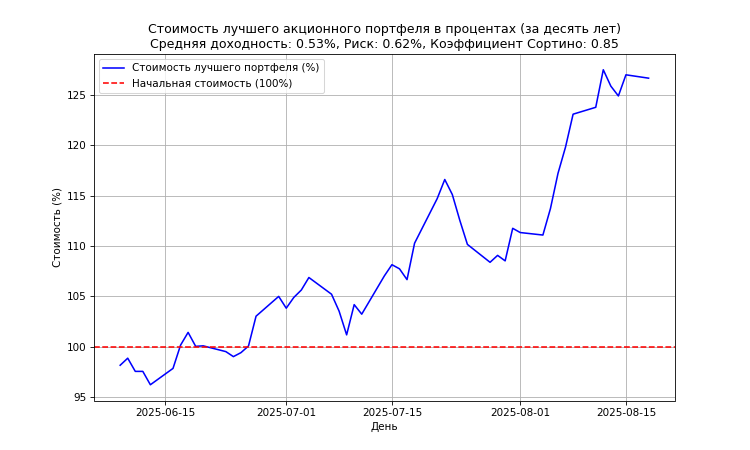 Стоимость лучшего акционного портфеля в процентах (за десять лет)
Средняя доходность: 0.53%, Риск: 0.62%, Коэффициент Сортино: 0.85
Стоимость лучшего портфеля (%)
Начальная стоимость (100%)
Стоимость (%)
125
120
115
110
105
100
95
2025-06-15
2025-07-01
2025-07-15
2025-08-01
2025-08-15
День